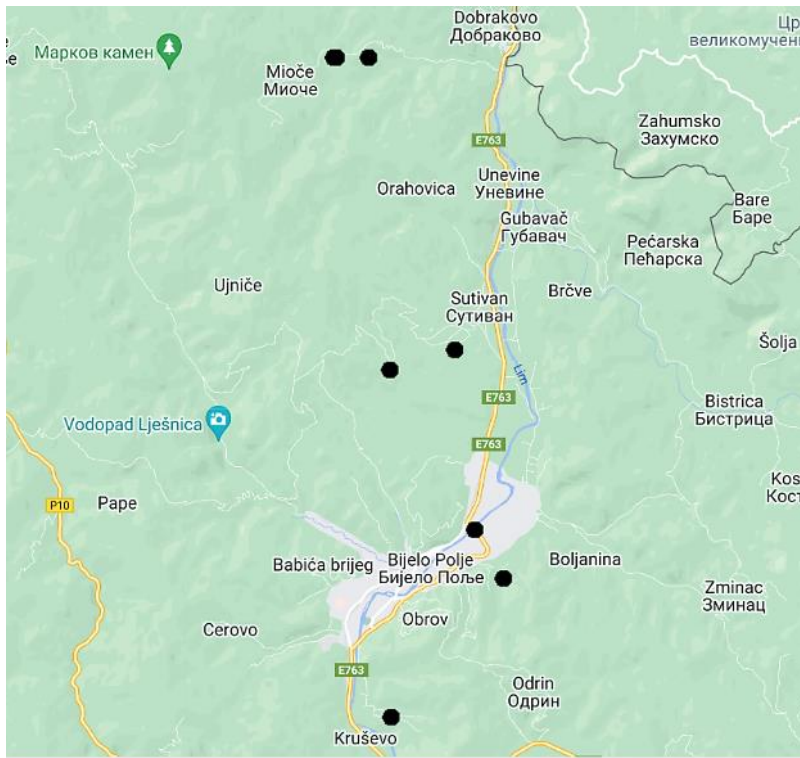 Dobrakovo
Добраково
Цр
великомучени
Марков камен
Mioče
Миоче
Zahumsko
Захумско
E763
Unevine
Уневине
Orahovica
Bare
Баре
Gubavač
Губавач
Pećarska
Пећарска
Ujniče
Brčve
Sutivan
Сутиван
Šolja
Lim
E763
Bistrica
Бистрица
Vodopad Lješnica
E763
Kos
Кост
Pape
P10
Babića brijeg
Bijelo Polje
Бијело Поље
Boljanina
Zminac
Зминац
Obrov
Cerovo
E763
Odrin
Одрин
Kruševo